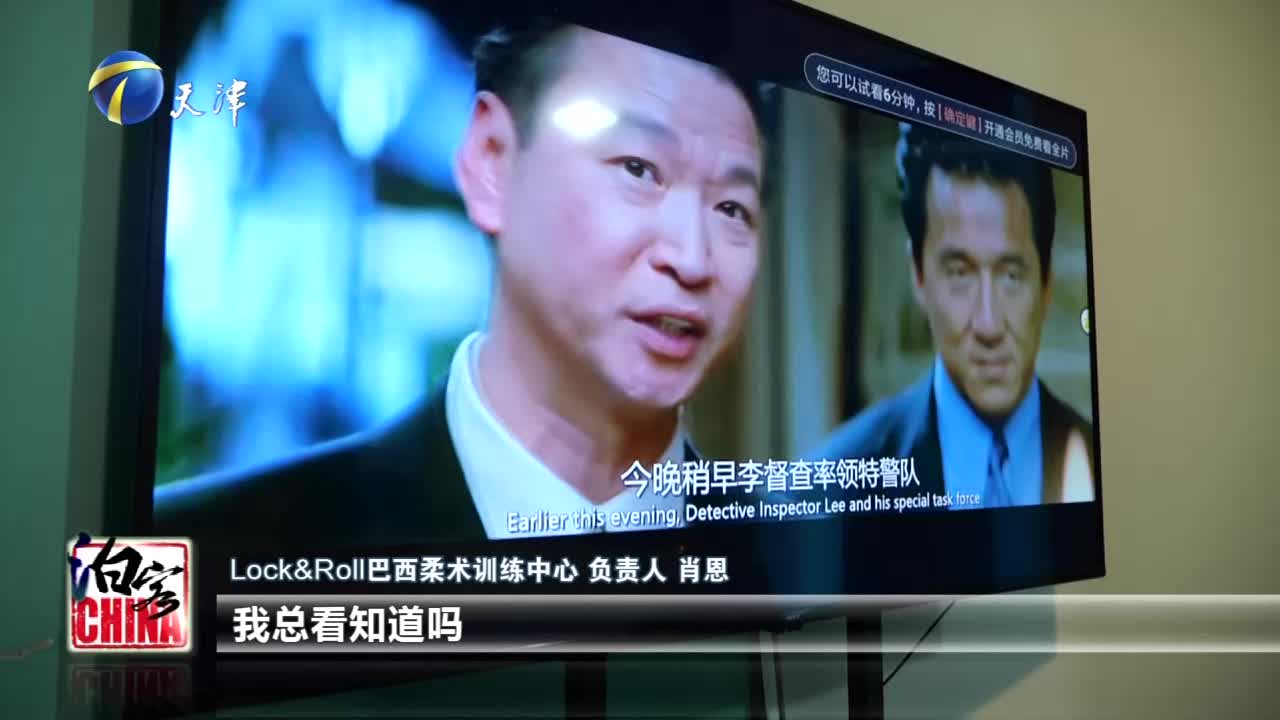 天津
您可以试看6分钟，按【确定键】开通会员免费看全片
今晚稍早李督查率领特警队
Earlier this evening, Detective Inspector Lee and his special task force
泊客
CHINA
Lock&Roll巴西柔术训练中心 负责人 肖恩
我总看知道吗